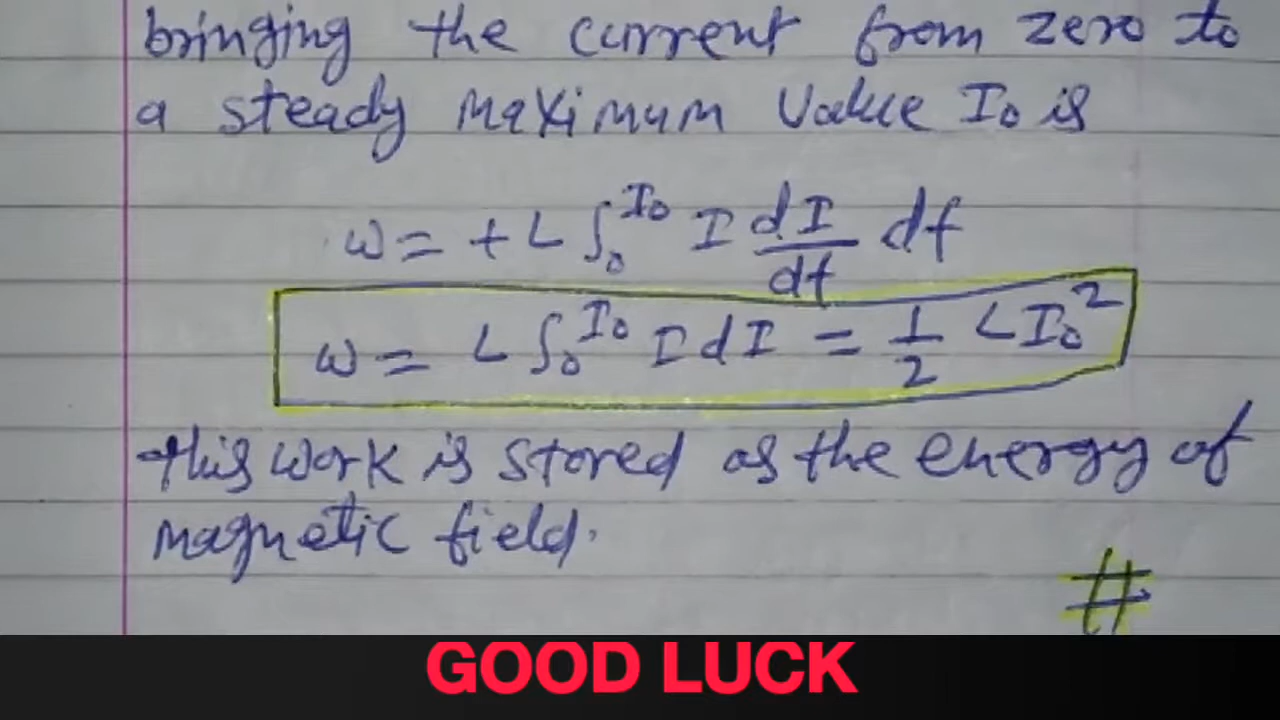 bringing the current from zero to
a steady maximum value I₀ is
w = + L ∫₀^I₀ I dI/dt dt
w = L ∫₀^I₀ I dI = 1/2 L I₀²
this work is stored as the energy of
magnetic field.
#
GOOD LUCK